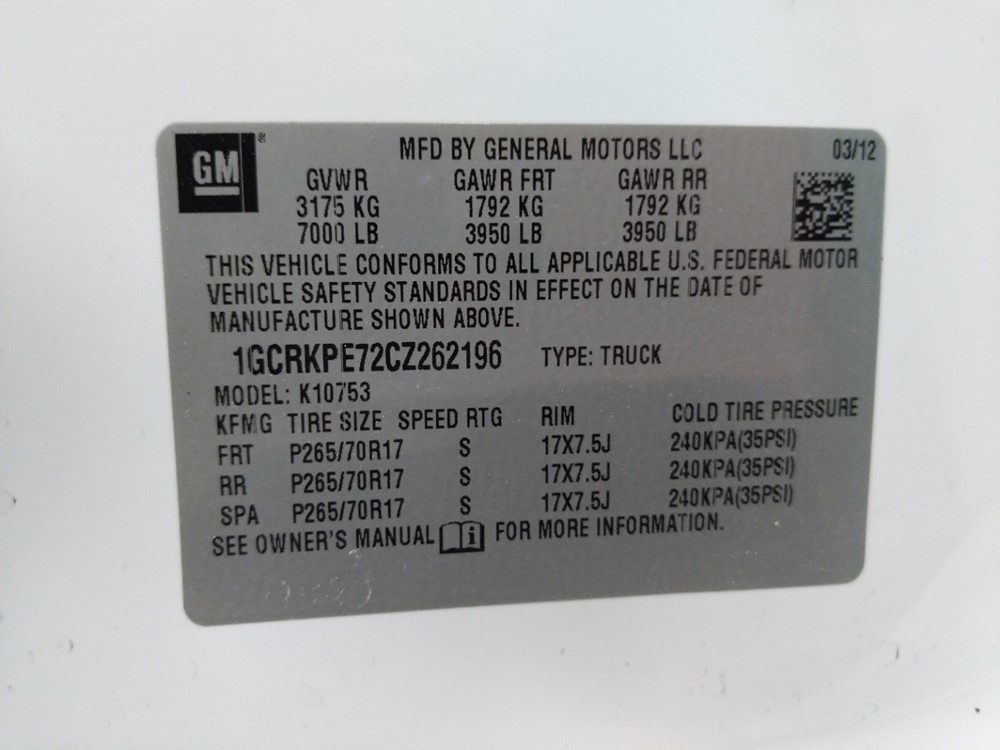 GM®
MFD BY GENERAL MOTORS LLC 03/12
GVWR GAWR FRT GAWR RR
3175 KG 1792 KG 1792 KG
7000 LB 3950 LB 3950 LB
THIS VEHICLE CONFORMS TO ALL APPLICABLE U.S. FEDERAL MOTOR
VEHICLE SAFETY STANDARDS IN EFFECT ON THE DATE OF
MANUFACTURE SHOWN ABOVE.
1GCRKPE72CZ262196 TYPE: TRUCK
MODEL: K10753
KFMG TIRE SIZE SPEED RTG RIM COLD TIRE PRESSURE
FRT P265/70R17 S 17X7.5J 240KPA(35PSI)
RR P265/70R17 S 17X7.5J 240KPA(35PSI)
SPA P265/70R17 S 17X7.5J 240KPA(35PSI)
SEE OWNER'S MANUAL i FOR MORE INFORMATION.